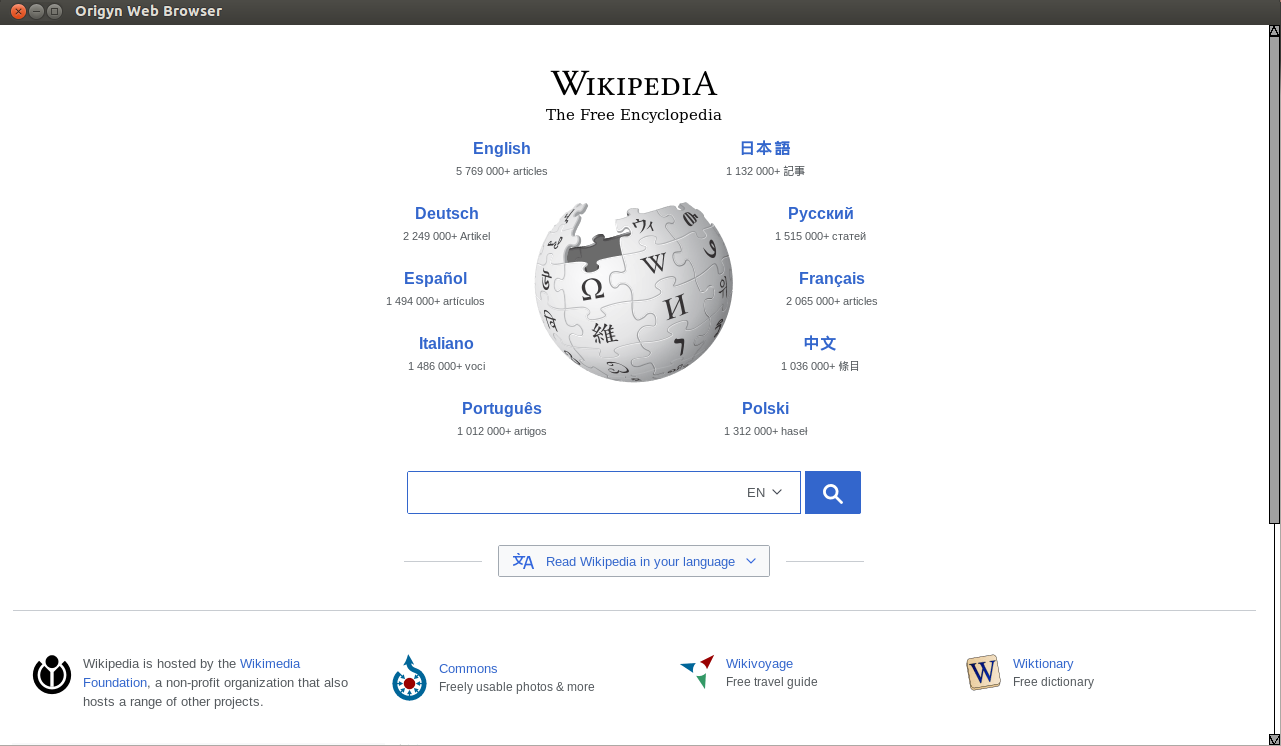 Origyn Web Browser
WIKIPEDIA
The Free Encyclopedia
English
5 769 000+ articles
日本語
1 132 000+ 記事
Deutsch
2 249 000+ Artikel
Русский
1 515 000+ статей
Español
1 494 000+ artículos
Français
2 065 000+ articles
Italiano
1 486 000+ voci
中文
1 036 000+ 條目
Português
1 012 000+ artigos
Polski
1 312 000+ haseł
Ω
W
И
維
ウィ
EN
文A Read Wikipedia in your language
Wikipedia is hosted by the Wikimedia
Foundation, a non-profit organization that also
hosts a range of other projects.
Commons
Freely usable photos & more
Wikivoyage
Free travel guide
W
Wiktionary
Free dictionary